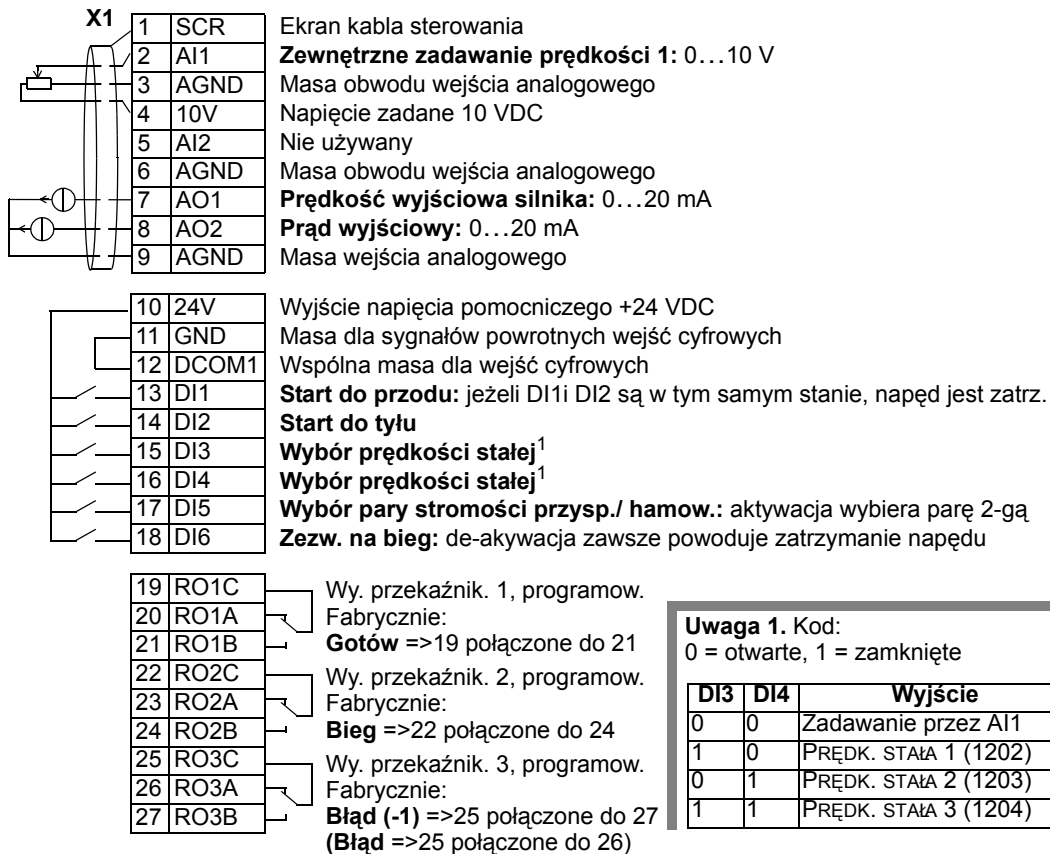 X1
1 SCR Ekran kabla sterowania
2 AI1 Zewnętrzne zadawanie prędkości 1: 0…10 V
3 AGND Masa obwodu wejścia analogowego
4 10V Napięcie zadane 10 VDC
5 AI2 Nie używany
6 AGND Masa obwodu wejścia analogowego
7 AO1 Prędkość wyjściowa silnika: 0…20 mA
8 AO2 Prąd wyjściowy: 0…20 mA
9 AGND Masa wejścia analogowego
10 24V Wyjście napięcia pomocniczego +24 VDC
11 GND Masa dla sygnałów powrotnych wejść cyfrowych
12 DCOM1 Wspólna masa dla wejść cyfrowych
13 DI1 Start do przodu: jeżeli DI1i DI2 są w tym samym stanie, napęd jest zatrz.
14 DI2 Start do tyłu
15 DI3 Wybór prędkości stałej1
16 DI4 Wybór prędkości stałej1
17 DI5 Wybór pary stromości przysp./ hamow.: aktywacja wybiera parę 2-gą
18 DI6 Zezw. na bieg: de-akywacja zawsze powoduje zatrzymanie napędu
19 RO1C Wy. przekaźnik. 1, programow.
20 RO1A Fabrycznie:
21 RO1B Gotów =>19 połączone do 21
22 RO2C Wy. przekaźnik. 2, programow.
23 RO2A Fabrycznie:
24 RO2B Bieg =>22 połączone do 24
25 RO3C Wy. przekaźnik. 3, programow.
26 RO3A Fabrycznie:
27 RO3B Błąd (-1) =>25 połączone do 27
(Błąd =>25 połączone do 26)
Uwaga 1. Kod:
0 = otwarte, 1 = zamknięte
DI3 DI4 Wyjście
0 0 Zadawanie przez AI1
1 0 PRĘDK. STAŁA 1 (1202)
0 1 PRĘDK. STAŁA 2 (1203)
1 1 PRĘDK. STAŁA 3 (1204)